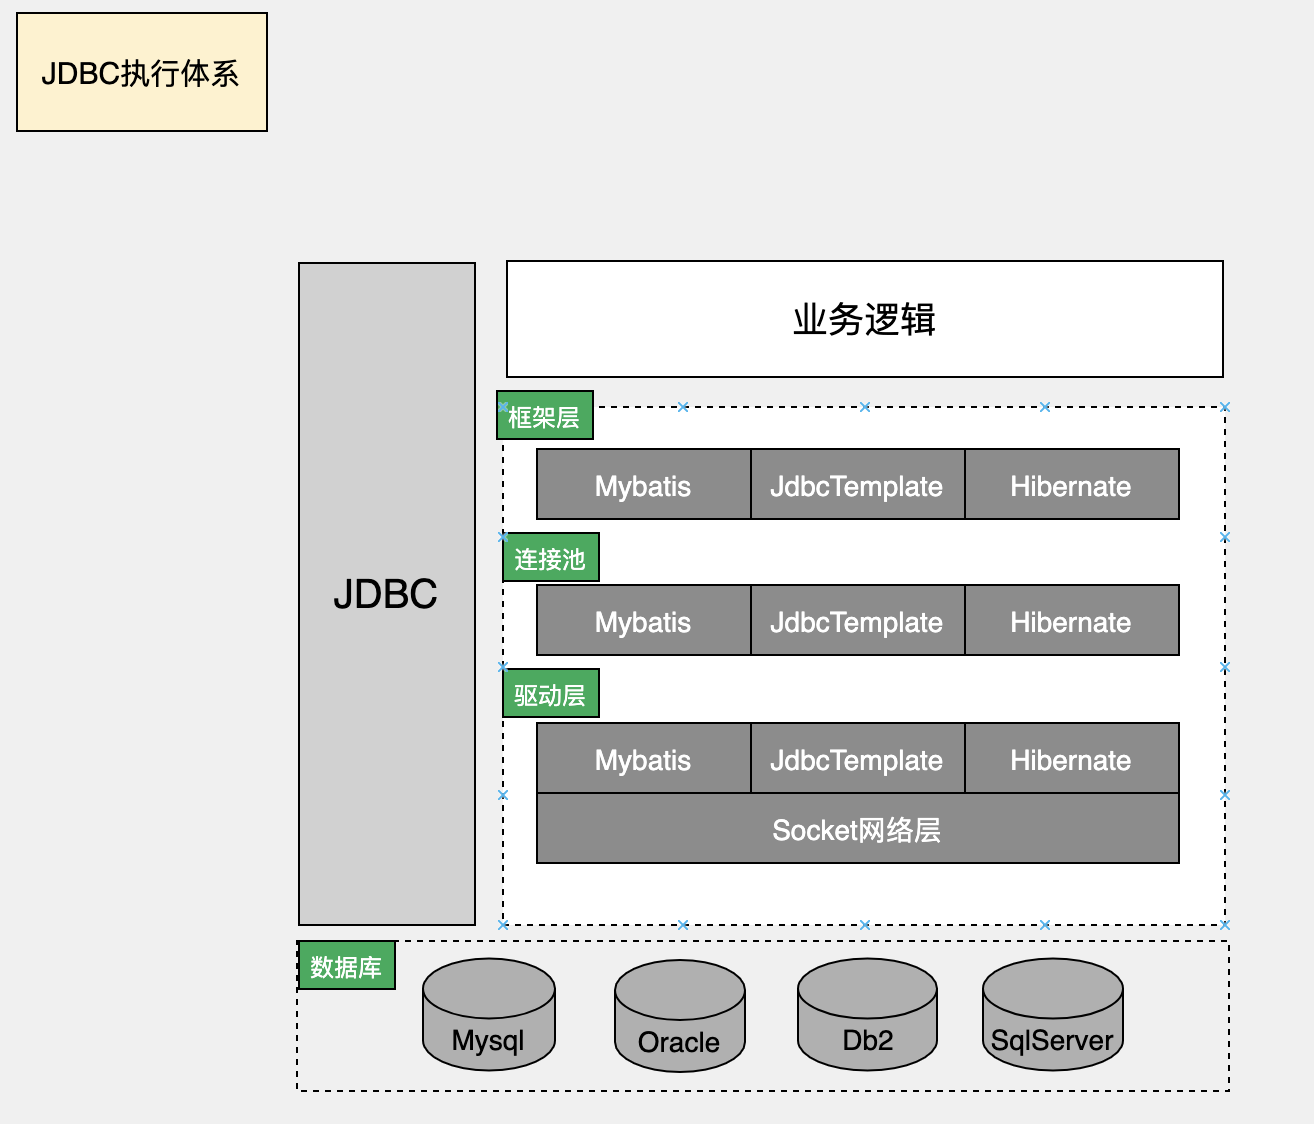 JDBC执行体系
业务逻辑
框架层
Mybatis JdbcTemplate Hibernate
连接池
Mybatis JdbcTemplate Hibernate
JDBC
驱动层
Mybatis JdbcTemplate Hibernate
Socket网络层
数据库
Mysql Oracle Db2 SqlServer